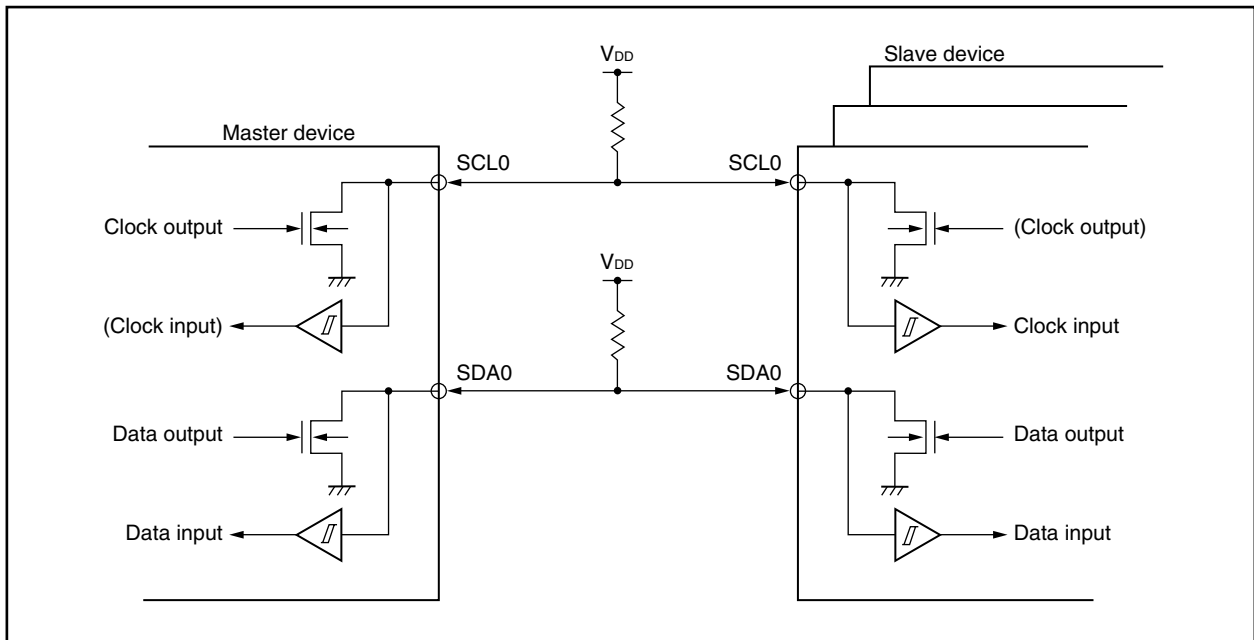 VDD
Slave device
Master device
SCL0
SCL0
Clock output
(Clock output)
VDD
(Clock input)
Clock input
SDA0
SDA0
Data output
Data output
Data input
Data input